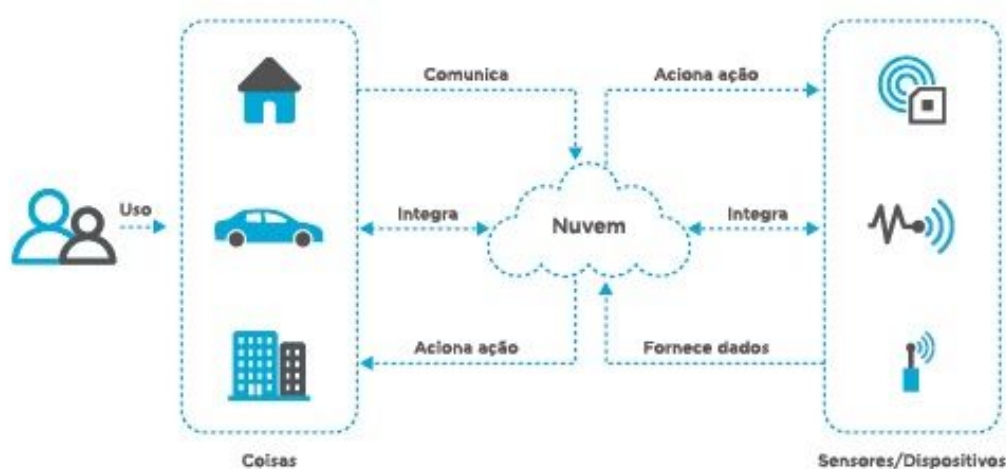 Comunica
Aciona ação
Uso
Integra
Nuvem
Integra
Aciona ação
Fornece dados
Coisas
Sensores/Dispositivos